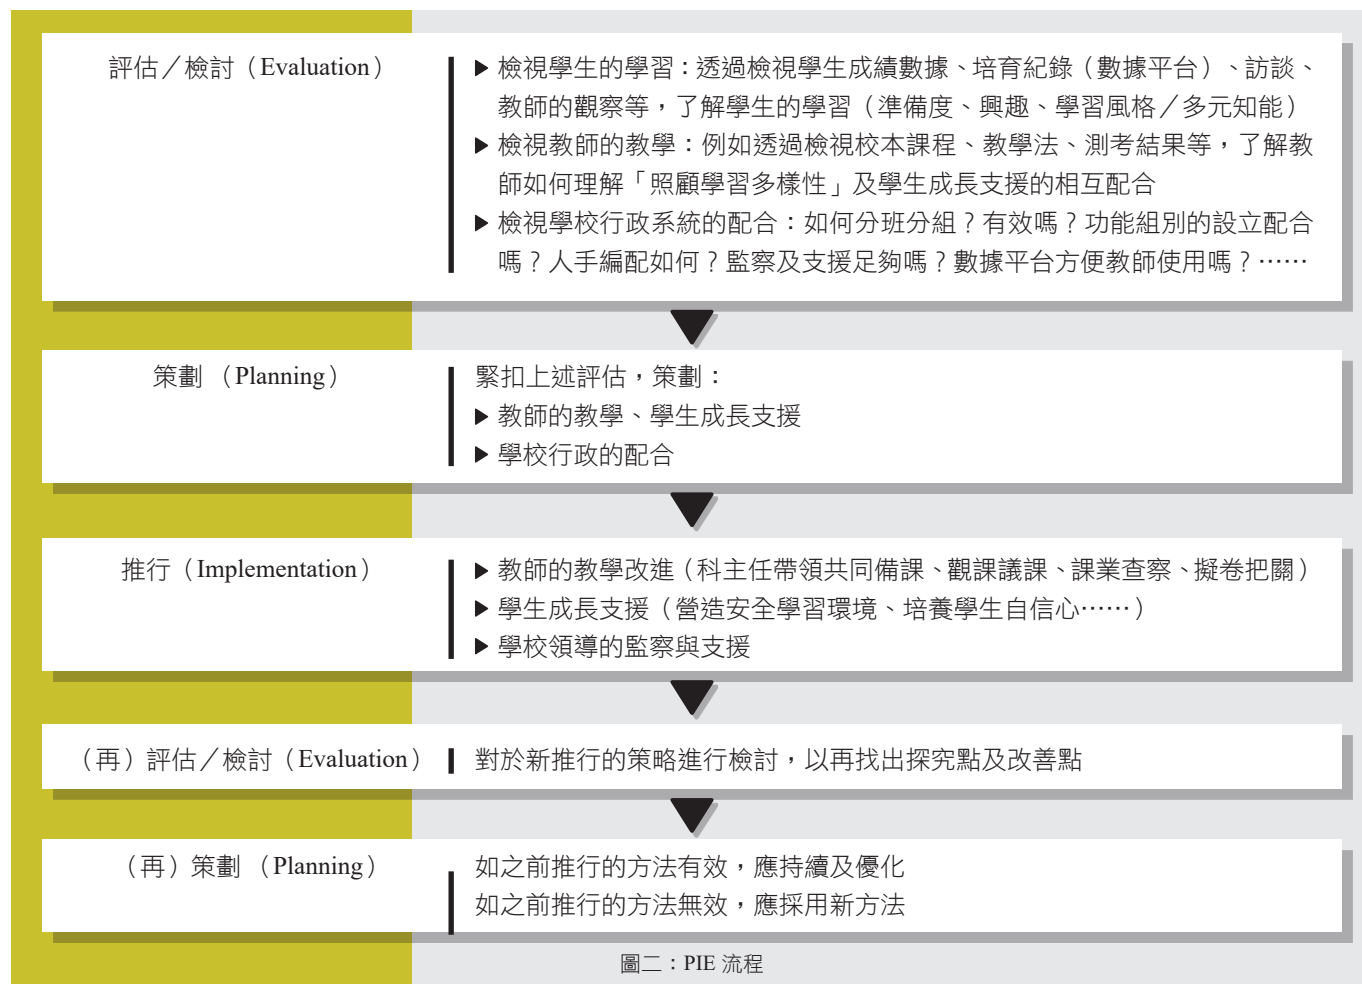 評估／檢討（Evaluation）
▶ 檢視學生的學習：透過檢視學生成績數據、培育紀錄（數據平台）、訪談、
教師的觀察等，了解學生的學習（準備度、興趣、學習風格／多元知能）
▶ 檢視教師的教學：例如透過檢視校本課程、教學法、測考結果等，了解教
師如何理解「照顧學習多樣性」及學生成長支援的相互配合
▶ 檢視學校行政系統的配合：如何分班分組？有效嗎？功能組別的設立配合
嗎？人手編配如何？監察及支援足夠嗎？數據平台方便教師使用嗎？……
策劃 （Planning）
緊扣上述評估，策劃：
▶ 教師的教學、學生成長支援
▶ 學校行政的配合
推行（Implementation）
▶ 教師的教學改進（科主任帶領共同備課、觀課議課、課業查察、擬卷把關）
▶ 學生成長支援（營造安全學習環境、培養學生自信心……）
▶ 學校領導的監察與支援
（再）評估／檢討（Evaluation）
對於新推行的策略進行檢討，以再找出探究點及改善點
（再）策劃 （Planning）
如之前推行的方法有效，應持續及優化
如之前推行的方法無效，應採用新方法
圖二：PIE 流程